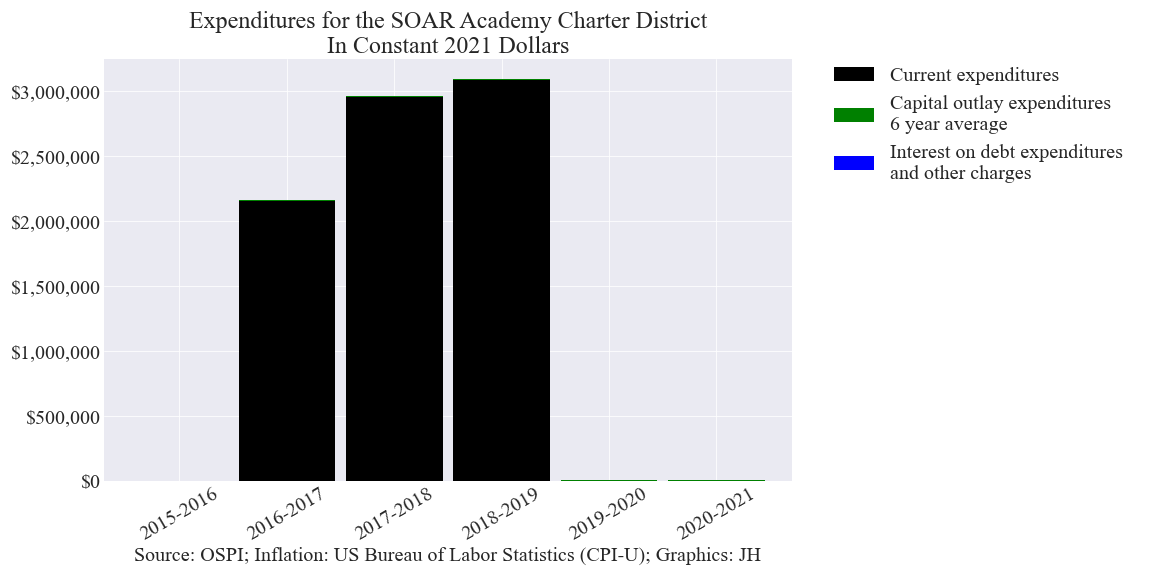 Expenditures for the SOAR Academy Charter District
In Constant 2021 Dollars
$3,000,000
$2,500,000
$2,000,000
$1,500,000
$1,000,000
$500,000
$0
2015-2016
2016-2017
2017-2018
2018-2019
2019-2020
2020-2021
Source: OSPI; Inflation: US Bureau of Labor Statistics (CPI-U); Graphics: JH
Current expenditures
Capital outlay expenditures
6 year average
Interest on debt expenditures
and other charges